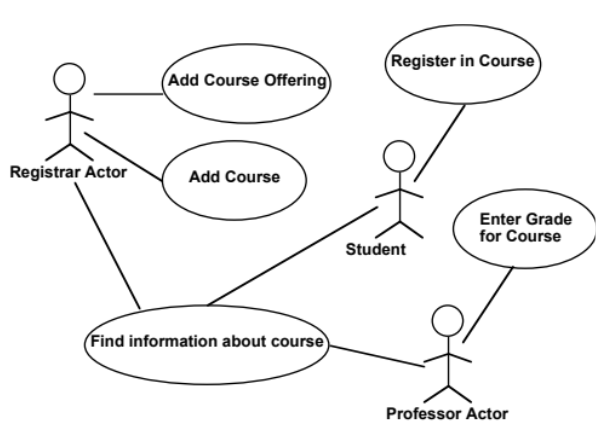 Register in Course
Add Course Offering
Registrar Actor
Add Course
Enter Grade
for Course
Student
Find information about course
Professor Actor